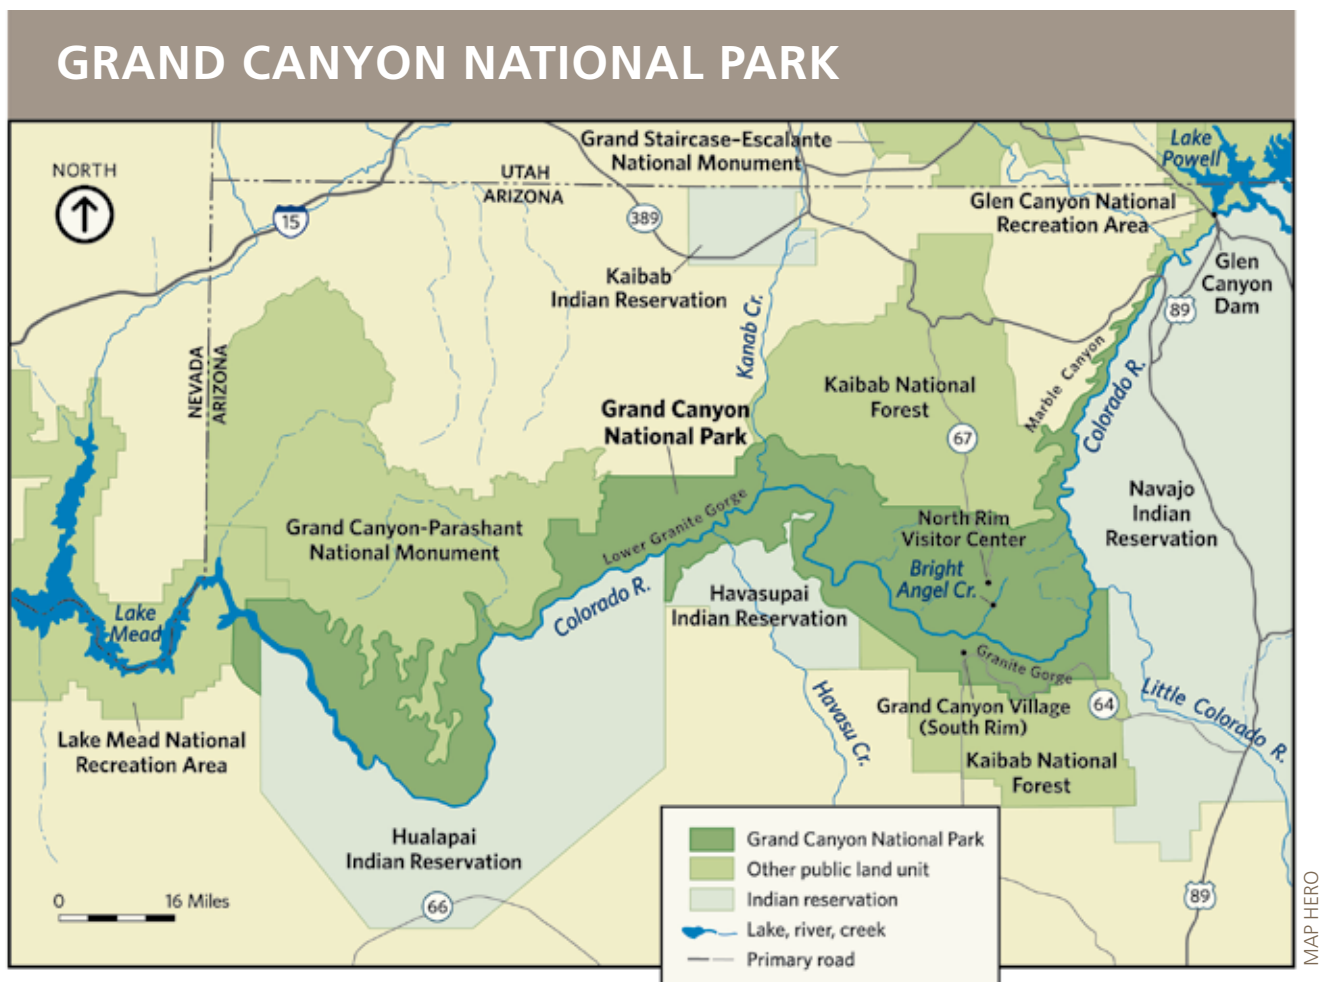 GRAND CANYON NATIONAL PARK
NORTH
15
UTAH
ARIZONA
389
Grand Staircase–Escalante
National Monument
Lake
Powell
Glen Canyon National
Recreation Area
Glen
Canyon
Dam
89
Kaibab
Indian Reservation
Kanab Cr.
NEVADA
ARIZONA
Kaibab National
Forest
67
Marble Canyon
Colorado R.
Grand Canyon
National Park
Navajo
Indian
Reservation
Grand Canyon-Parashant
National Monument
Lower Granite Gorge
Colorado R.
North Rim
Visitor Center
Bright
Angel Cr.
Havasupai
Indian Reservation
Lake
Mead
Granite Gorge
Grand Canyon Village
(South Rim)
64
Little Colorado R.
Havasu Cr.
Lake Mead National
Recreation Area
Kaibab National
Forest
Hualapai
Indian Reservation
66
89
0 16 Miles
Grand Canyon National Park
Other public land unit
Indian reservation
Lake, river, creek
Primary road
MAP HERO